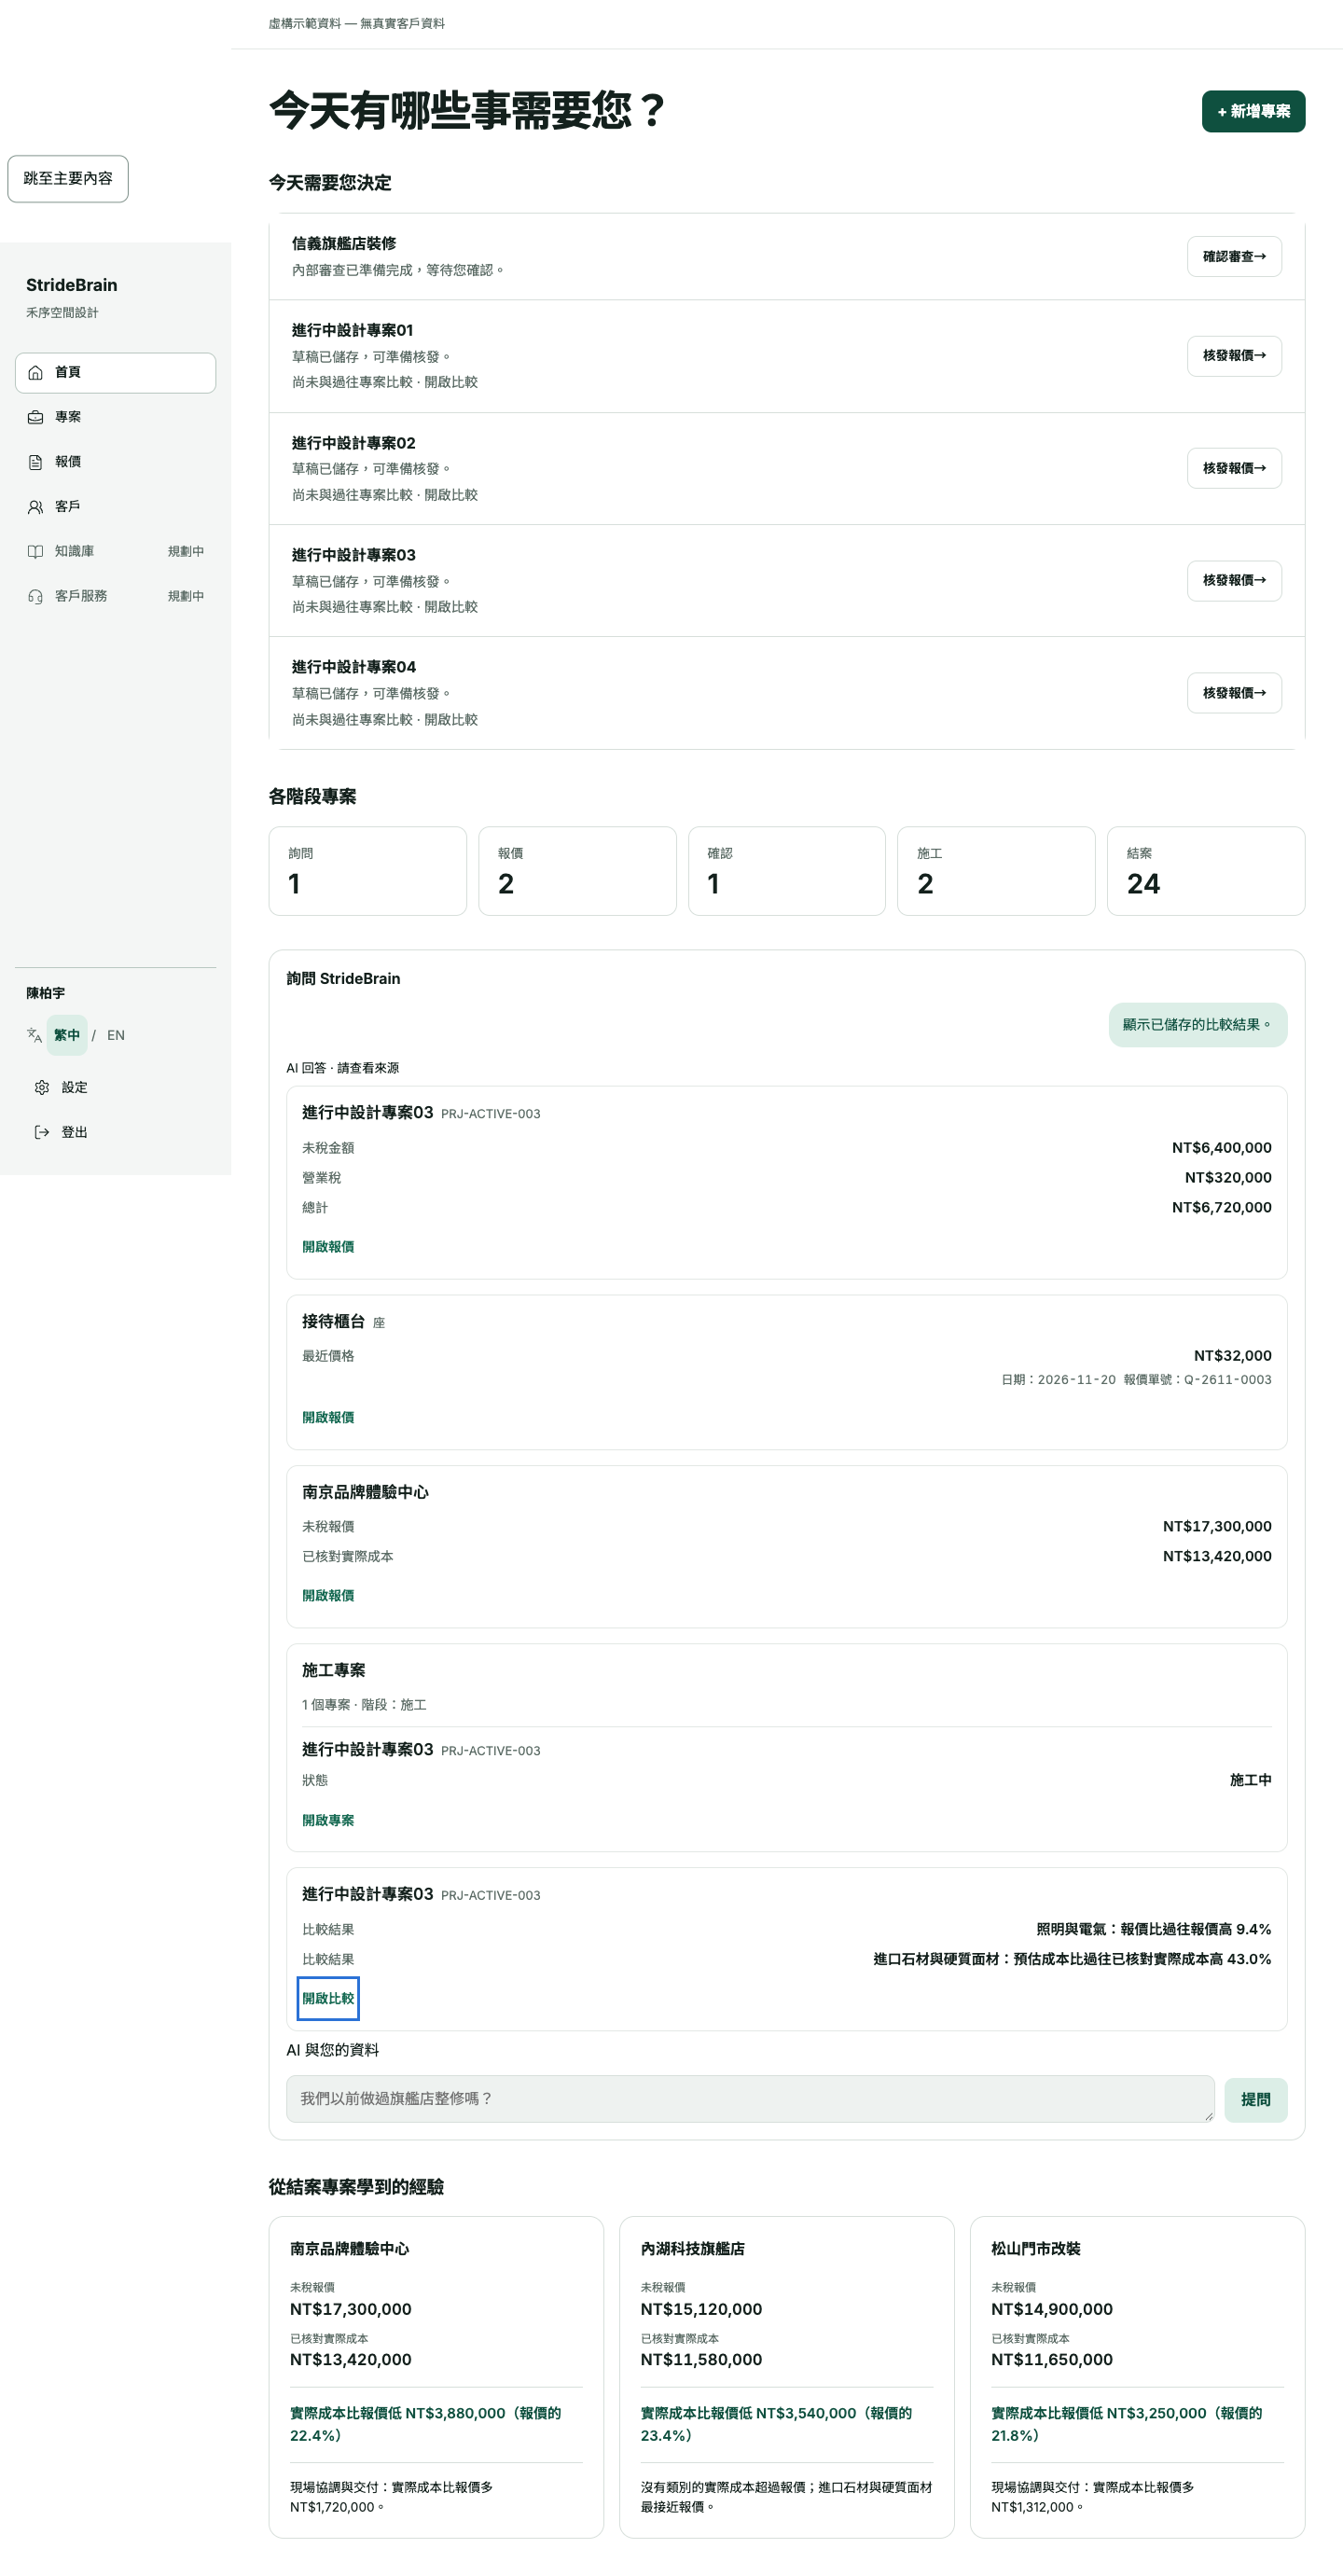 虛構示範資料 — 無真實客戶資料
跳至主要內容
StrideBrain
禾序空間設計
首頁
專案
報價
客戶
知識庫 規劃中
客戶服務 規劃中
陳柏宇
繁中 / EN
設定
登出
今天有哪些事需要您？
+ 新增專案
今天需要您決定
信義旗艦店裝修
內部審查已準備完成，等待您確認。
確認審查→
進行中設計專案01
草稿已儲存，可準備核發。
尚未與過往專案比較 · 開啟比較
核發報價→
進行中設計專案02
草稿已儲存，可準備核發。
尚未與過往專案比較 · 開啟比較
核發報價→
進行中設計專案03
草稿已儲存，可準備核發。
尚未與過往專案比較 · 開啟比較
核發報價→
進行中設計專案04
草稿已儲存，可準備核發。
尚未與過往專案比較 · 開啟比較
核發報價→
各階段專案
詢問
1
報價
2
確認
1
施工
2
結案
24
詢問 StrideBrain
顯示已儲存的比較結果。
AI 回答 · 請查看來源
進行中設計專案03 PRJ-ACTIVE-003
未稅金額 NT$6,400,000
營業稅 NT$320,000
總計 NT$6,720,000
開啟報價
接待櫃台 座
最近價格 NT$32,000
日期：2026-11-20 報價單號：Q-2611-0003
開啟報價
南京品牌體驗中心
未稅報價 NT$17,300,000
已核對實際成本 NT$13,420,000
開啟報價
施工專案
1 個專案 · 階段：施工
進行中設計專案03 PRJ-ACTIVE-003
狀態 施工中
開啟專案
進行中設計專案03 PRJ-ACTIVE-003
比較結果 照明與電氣：報價比過往報價高 9.4%
比較結果 進口石材與硬質面材：預估成本比過往已核對實際成本高 43.0%
開啟比較
AI 與您的資料
我們以前做過旗艦店整修嗎？
提問
從結案專案學到的經驗
南京品牌體驗中心
未稅報價
NT$17,300,000
已核對實際成本
NT$13,420,000
實際成本比報價低 NT$3,880,000（報價的
22.4%）
現場協調與交付：實際成本比報價多
NT$1,720,000。
內湖科技旗艦店
未稅報價
NT$15,120,000
已核對實際成本
NT$11,580,000
實際成本比報價低 NT$3,540,000（報價的
23.4%）
沒有類別的實際成本超過報價；進口石材與硬質面材
最接近報價。
松山門市改裝
未稅報價
NT$14,900,000
已核對實際成本
NT$11,650,000
實際成本比報價低 NT$3,250,000（報價的
21.8%）
現場協調與交付：實際成本比報價多
NT$1,312,000。